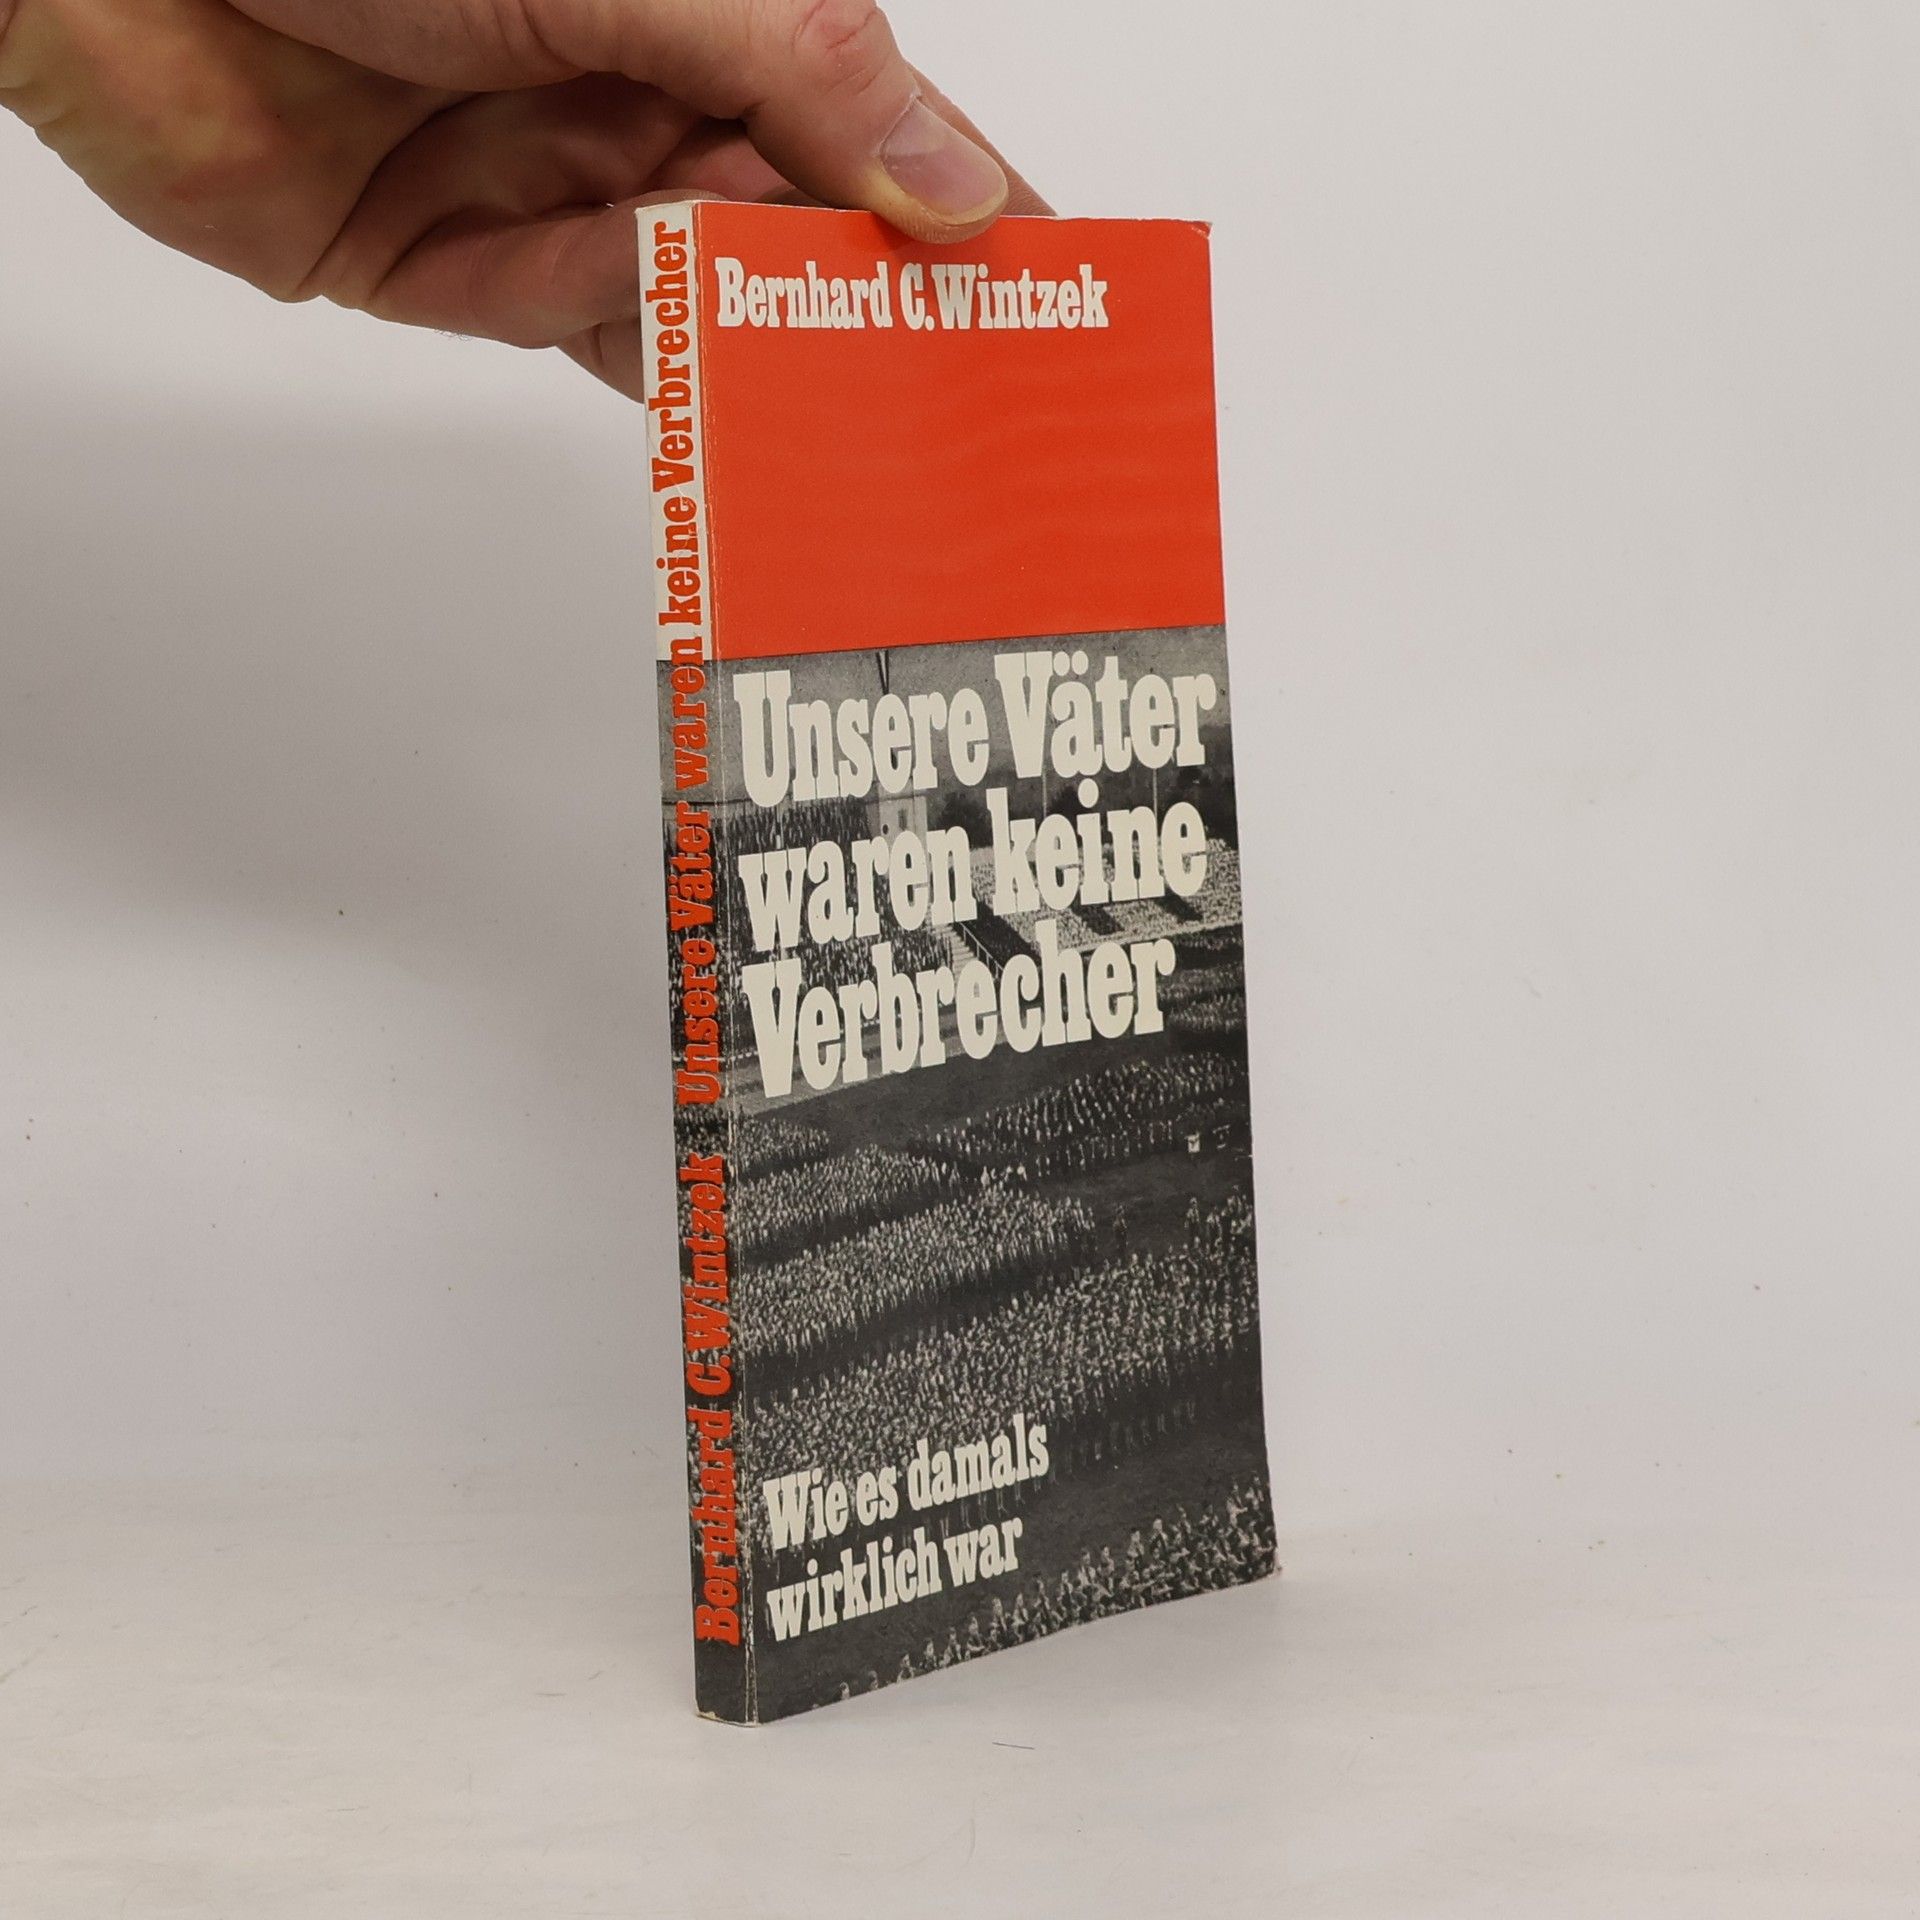 Bernhard C. Wintzek Unsere Väter waren keine Verbrecher
Bernhard C. Wintzek
Unsere Väter
waren keine
Verbrecher
Wie es damals
wirklich war